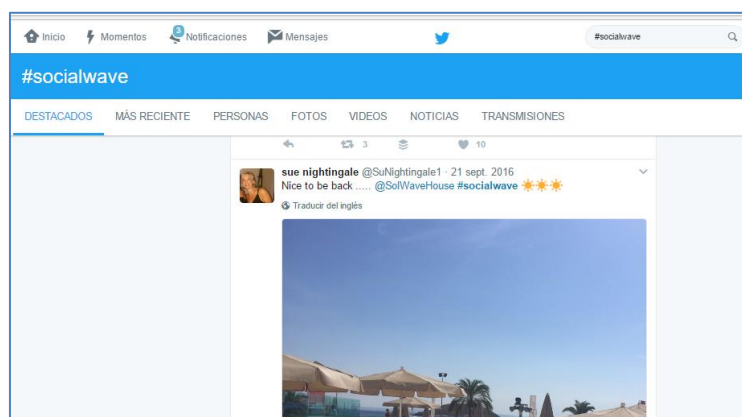 Inicio Momentos 3 Notificaciones Mensajes #socialwave
#socialwave
DESTACADOS MÁS RECIENTE PERSONAS FOTOS VIDEOS NOTICIAS TRANSMISIONES
3 10
sue nightingale @SuNightingale1 · 21 sept. 2016
Nice to be back ..... @SolWaveHouse #socialwave ☀☀☀
Traducir del inglés